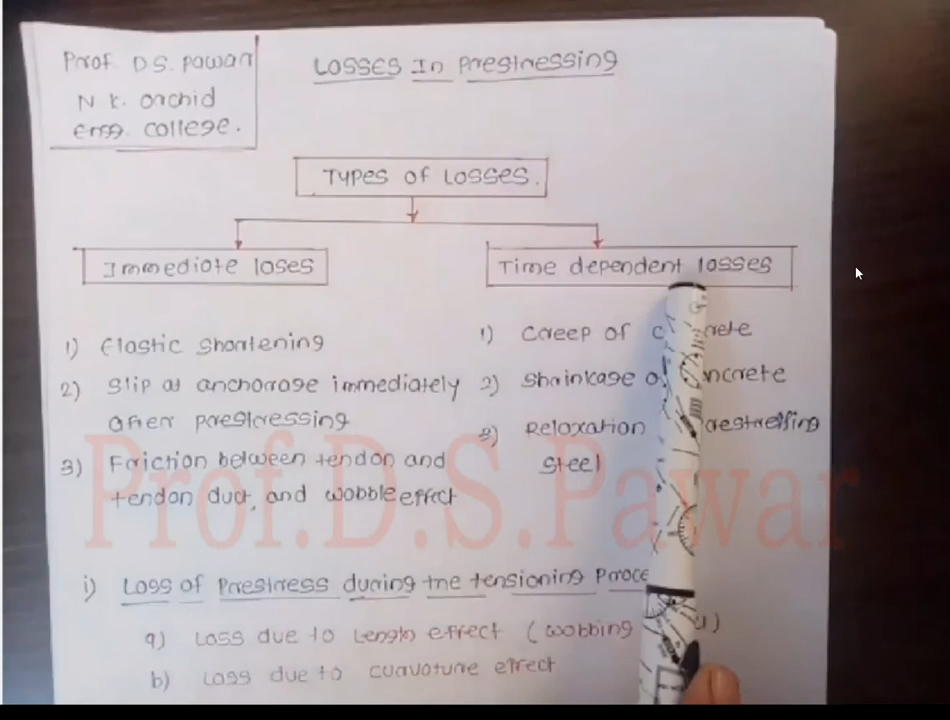 Prof. D.S. Pawar
N K. Orchid
Engg. College.
Losses In Prestressing
Types of Losses.
Immediate loses
Time dependent losses
1) Elastic shortening
2) Slip at anchorage immediately
after prestressing
3) Friction between tendon and
tendon duct, and wobble effect
1) Creep of
2) Shrinkage
3) Relaxation
steel
Prof.D.S.Pawar
i) Loss of Prestress during the tensioning
a) Loss due to Length effect (wobbing
b) Loss due to curvature effect